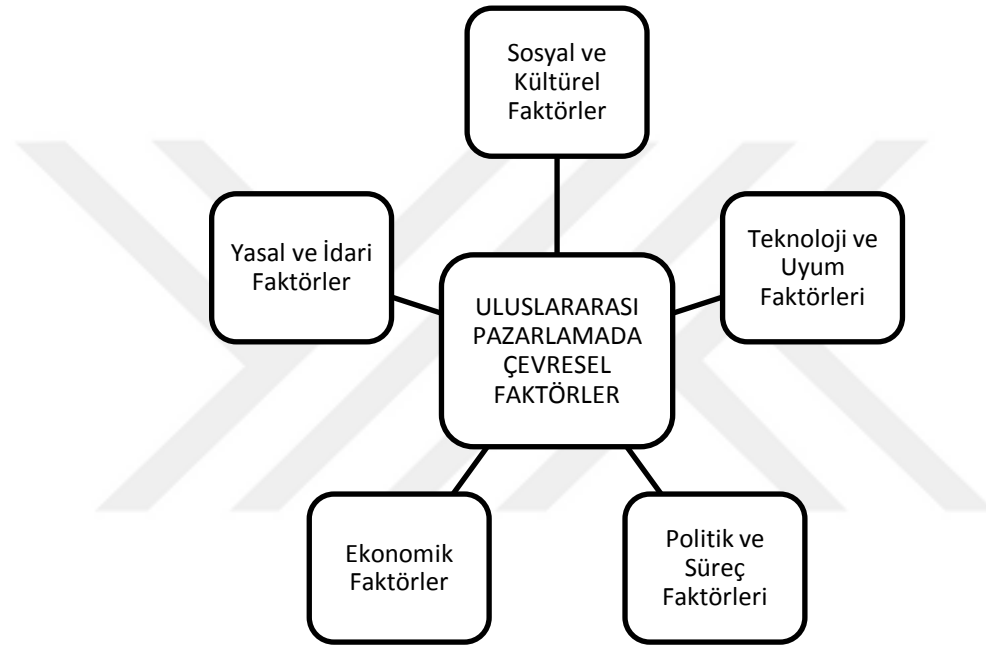 Sosyal ve
Kültürel
Faktörler
Yasal ve İdari
Faktörler
Teknoloji ve
Uyum
Faktörleri
ULUSLARARASI
PAZARLAMADA
ÇEVRESEL
FAKTÖRLER
Ekonomik
Faktörler
Politik ve
Süreç
Faktörleri